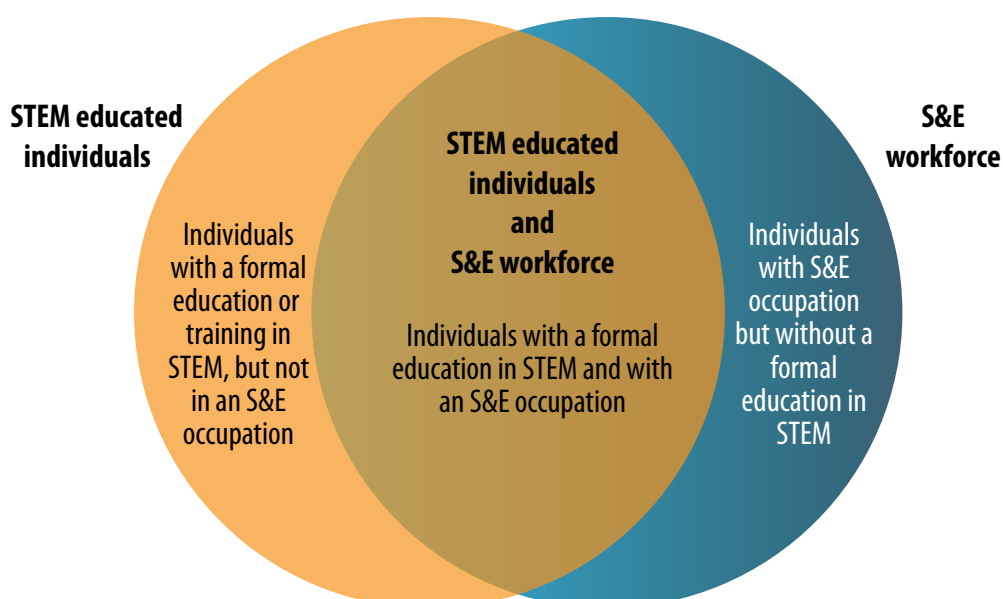 STEM educated
individuals
Individuals
with a formal
education or
training in
STEM, but not
in an S&E
occupation
STEM educated
individuals
and
S&E workforce
Individuals with a formal
education in STEM and with
an S&E occupation
S&E
workforce
Individuals
with S&E
occupation
but without a
formal
education in
STEM